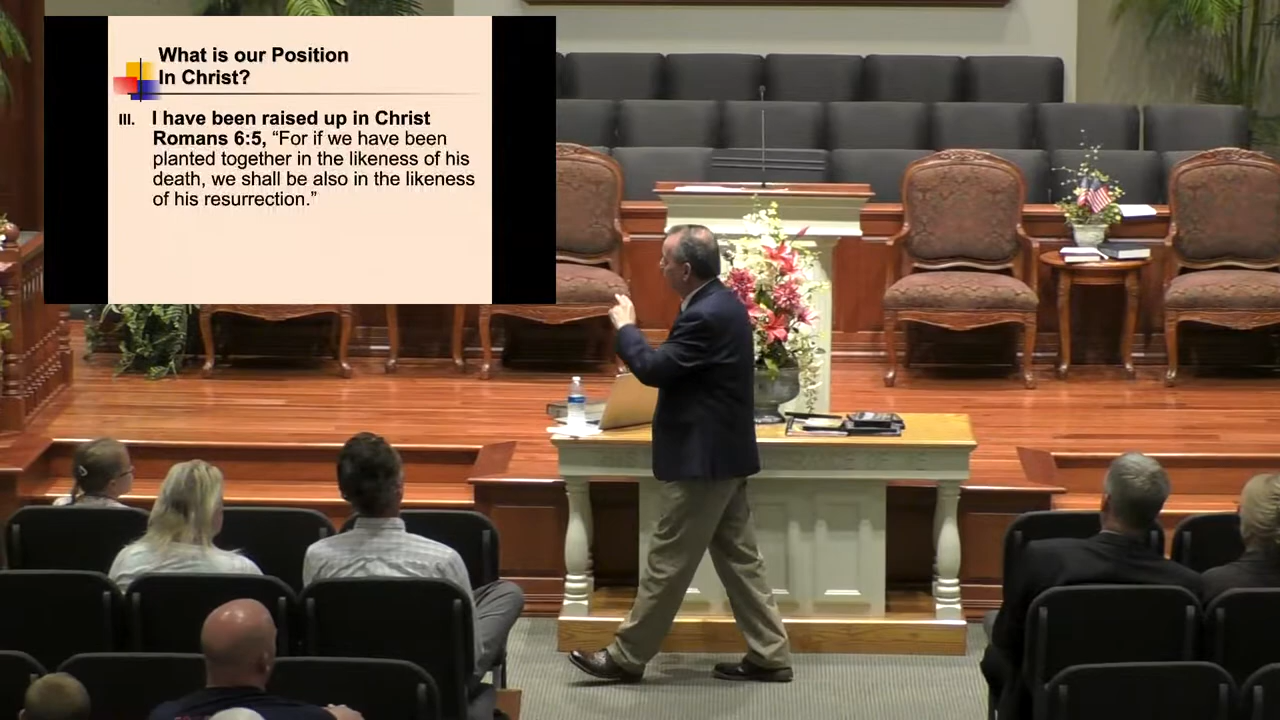 What is our Position
In Christ?
III. I have been raised up in Christ
Romans 6:5, “For if we have been
planted together in the likeness of his
death, we shall be also in the likeness
of his resurrection.”